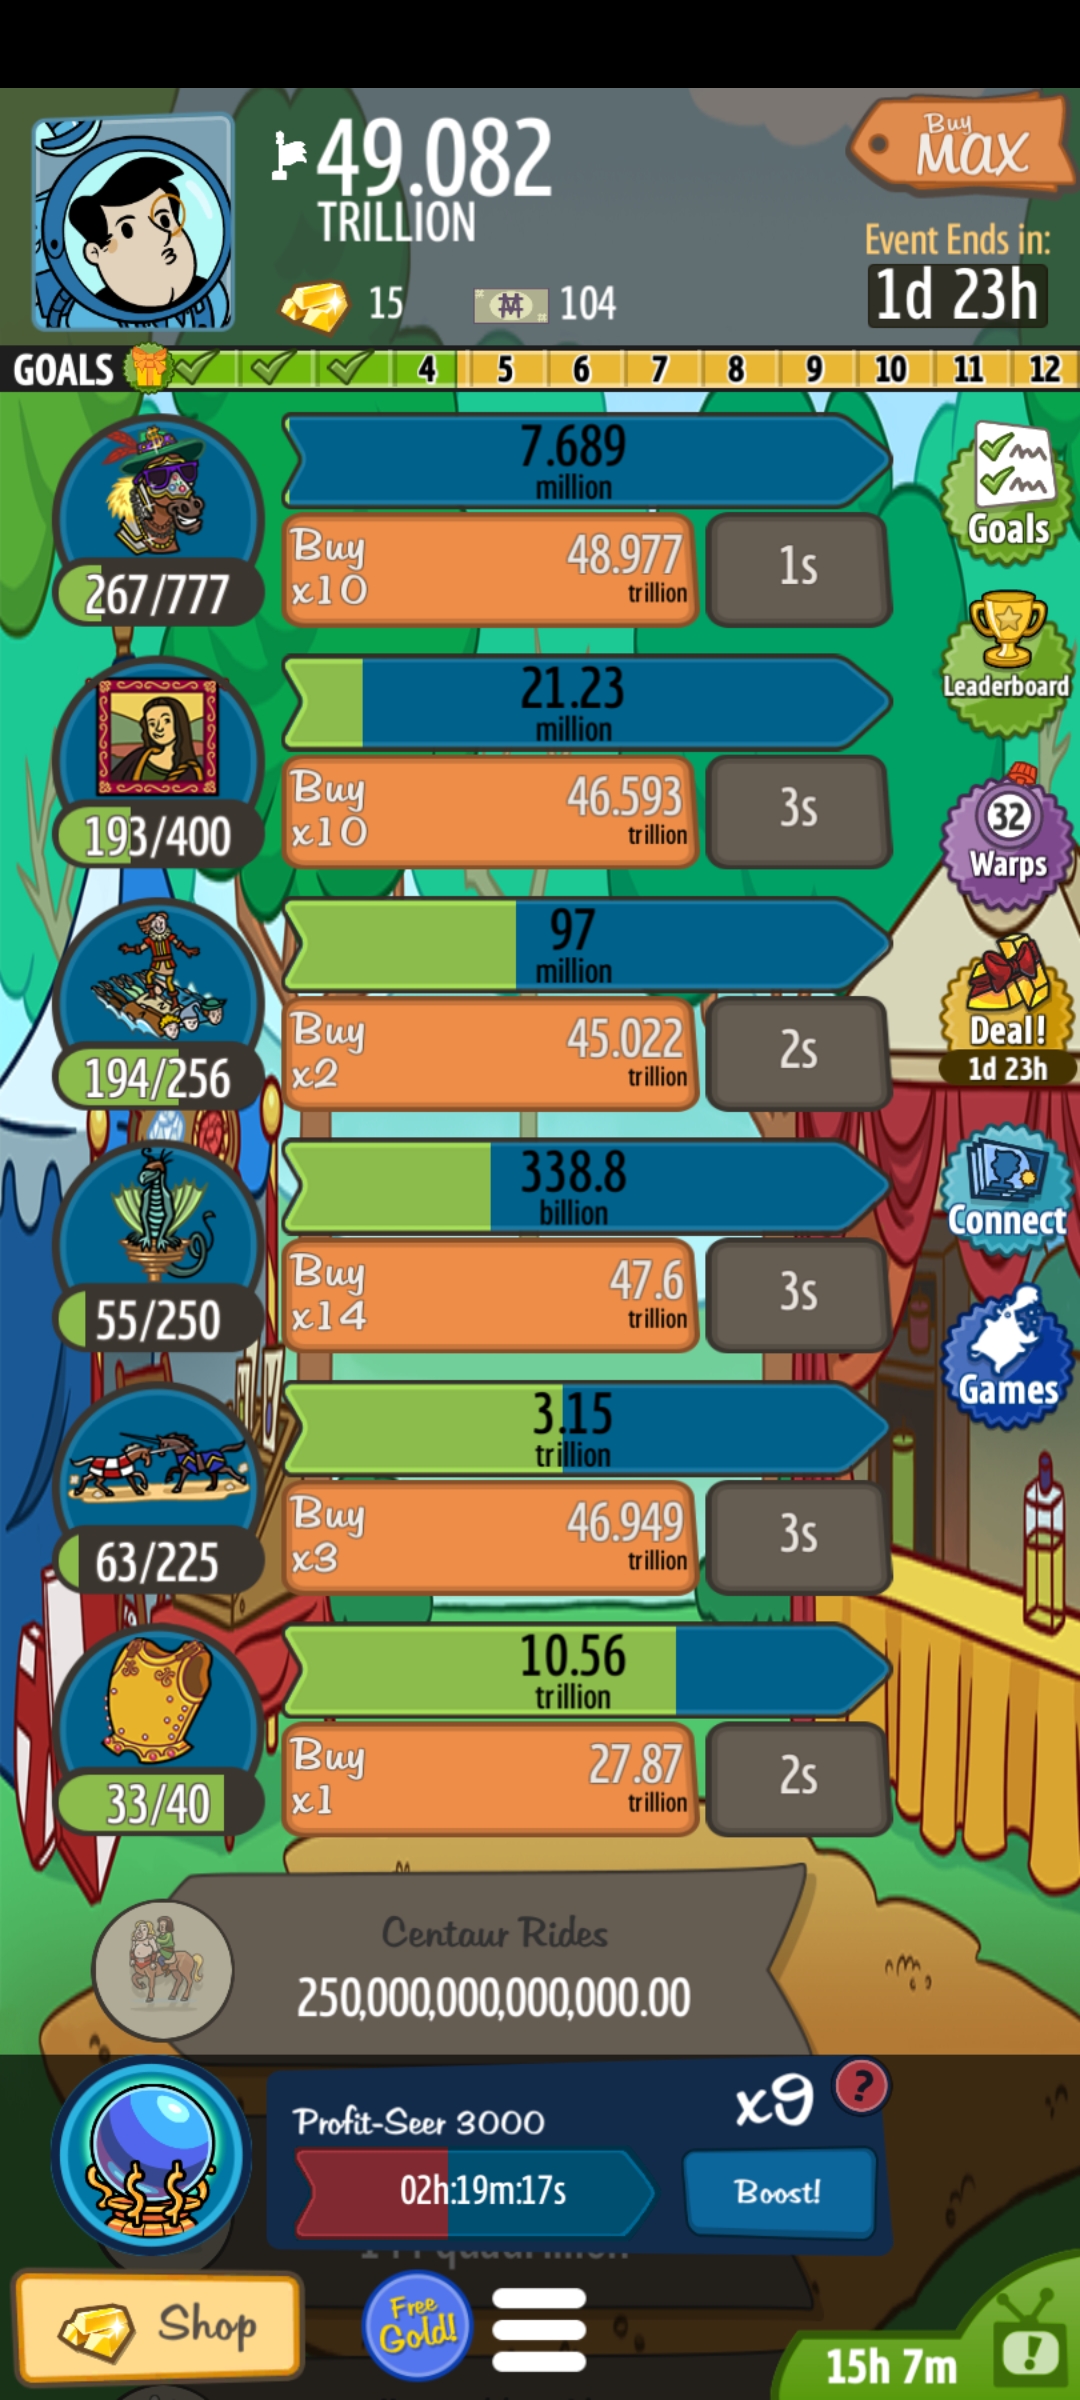 49.082
TRILLION
Buy
MAX
15
104
Event Ends in:
1d 23h
GOALS
4
5
6
7
8
9
10
11
12
7.689
million
Buy
x10
48.977
trillion
1s
267/777
Goals
21.23
million
Leaderboard
Buy
x10
46.593
trillion
3s
193/400
32
Warps
97
million
Buy
x2
45.022
trillion
2s
194/256
Deal!
1d 23h
338.8
billion
Connect
Buy
x14
47.6
trillion
3s
55/250
Games
3.15
trillion
Buy
x3
46.949
trillion
3s
63/225
10.56
trillion
Buy
x1
27.87
trillion
2s
33/40
Centaur Rides
250,000,000,000,000.00
Profit-Seer 3000
x9
?
02h:19m:17s
Boost!
Shop
Free
Gold!
15h 7m
!